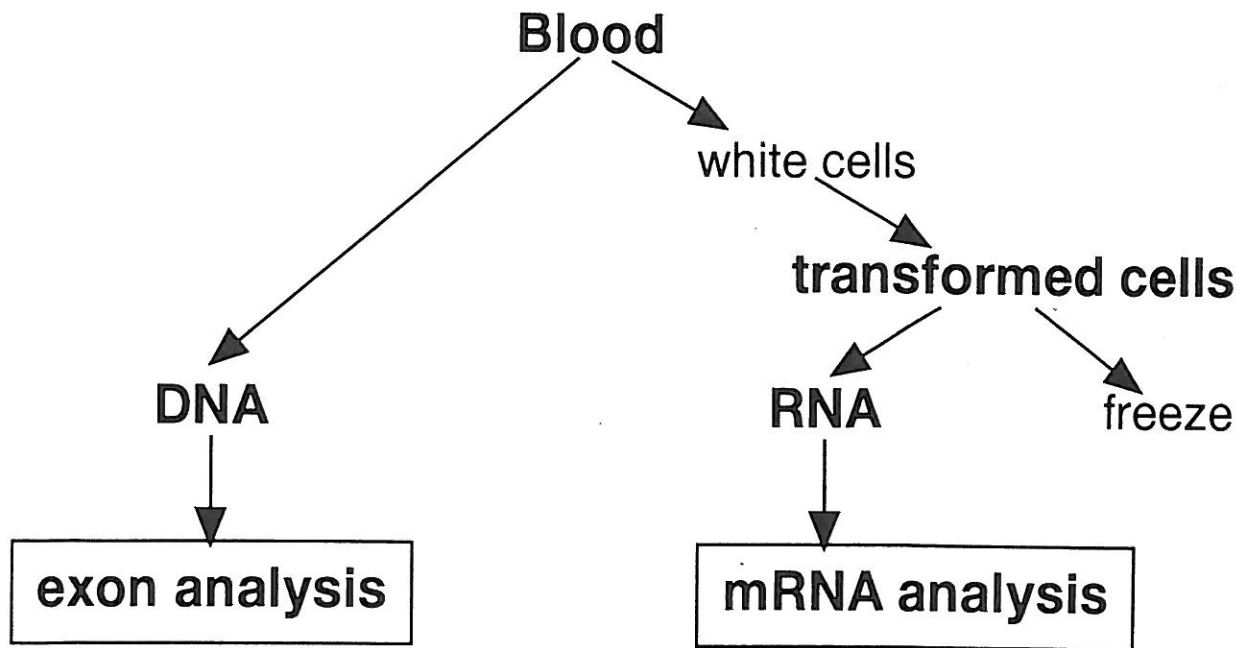 Blood
white cells
transformed cells
DNA
RNA
freeze
exon analysis
mRNA analysis